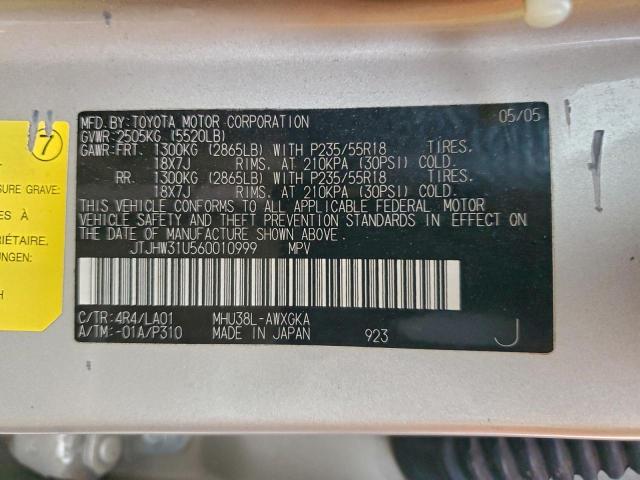 MFD.BY:TOYOTA MOTOR CORPORATION 05/05
GVWR:2505KG (5520LB)
GAWR:FRT. 1300KG (2865LB) WITH P235/55R18 TIRES,
18X7J RIMS, AT 210KPA (30PSI) COLD.
RR. 1300KG (2865LB) WITH P235/55R18 TIRES,
18X7J RIMS, AT 210KPA (30PSI) COLD.
THIS VEHICLE CONFORMS TO ALL APPLICABLE FEDERAL MOTOR
VEHICLE SAFETY AND THEFT PREVENTION STANDARDS IN EFFECT ON
THE DATE OF MANUFACTURE SHOWN ABOVE.
JTJHW31U560010999 MPV
C/TR:4R4/LA01 MHU38L-AWXGKA
A/TM:-01A/P310 MADE IN JAPAN 923 J
7
SURE GRAVE:
RIÉTAIRE.
UNGEN:
H